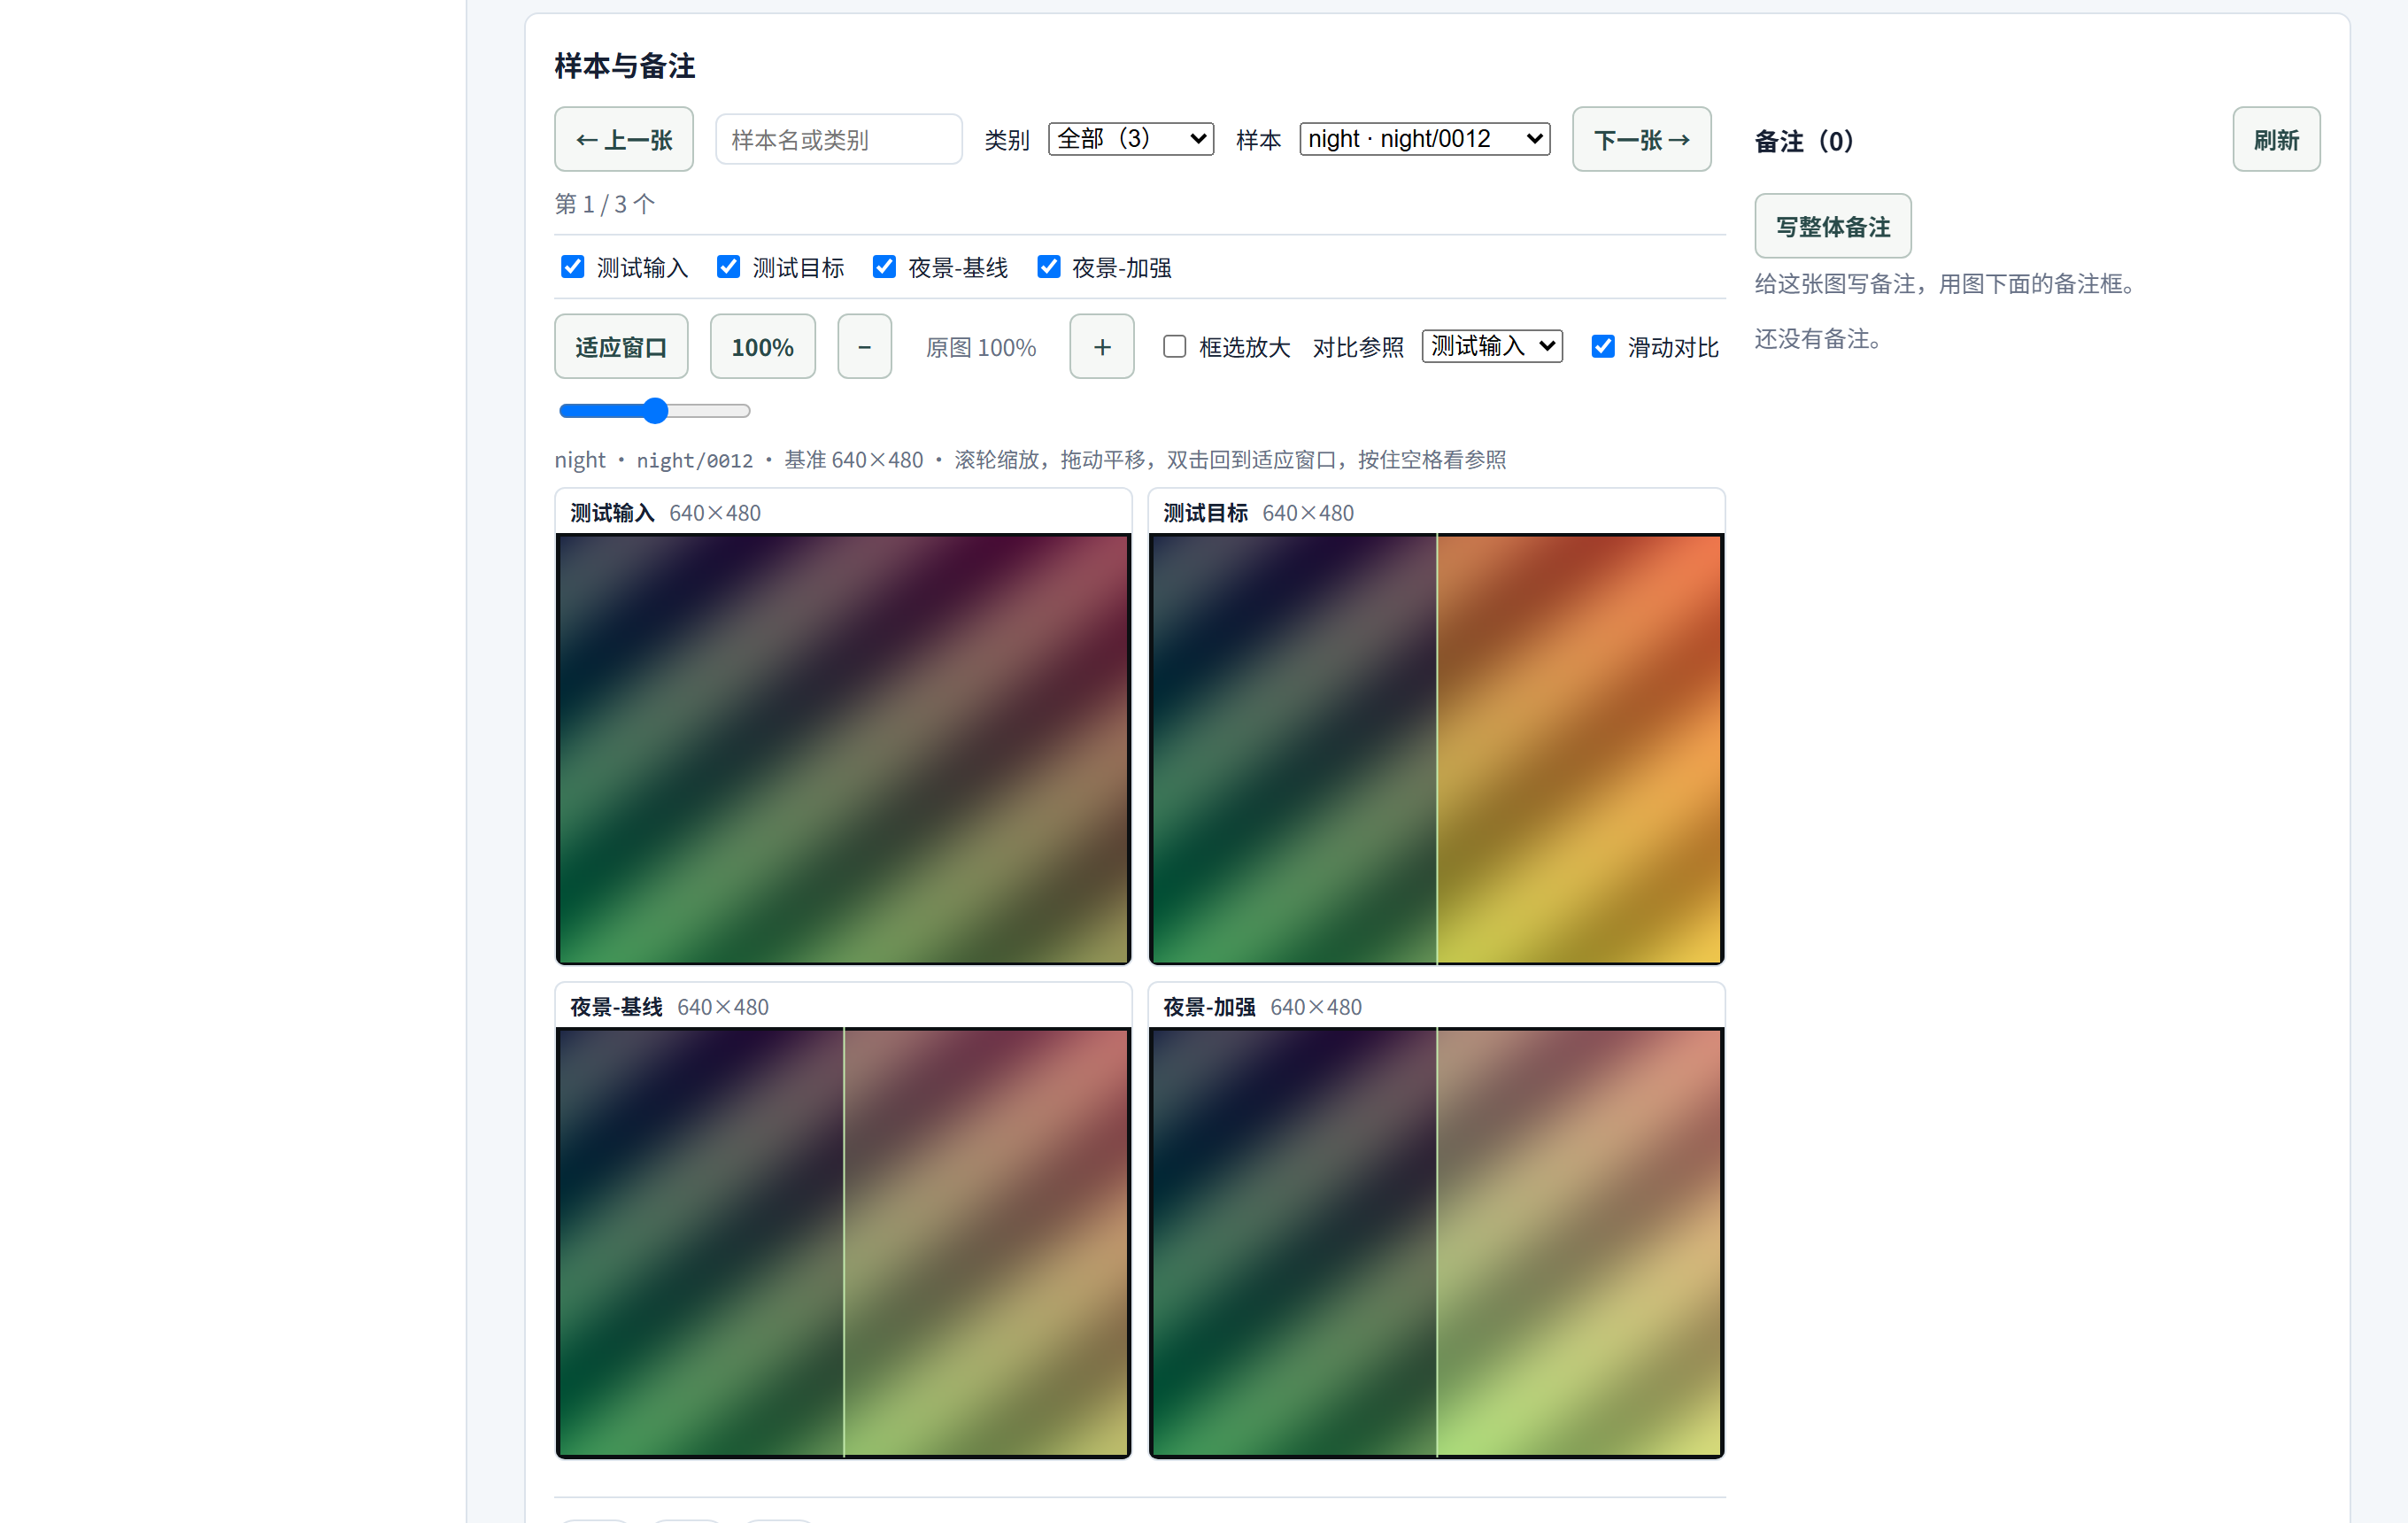 样本与备注
← 上一张 样本名或类别 类别 全部（3） 样本 night · night/0012 下一张 →
第 1 / 3 个
测试输入 测试目标 夜景-基线 夜景-加强
适应窗口 100% − 原图 100% + 框选放大 对比参照 测试输入 滑动对比
night • night/0012 • 基准 640×480 • 滚轮缩放，拖动平移，双击回到适应窗口，按住空格看参照
测试输入 640×480
测试目标 640×480
夜景-基线 640×480
夜景-加强 640×480
备注（0） 刷新
写整体备注
给这张图写备注，用图下面的备注框。
还没有备注。